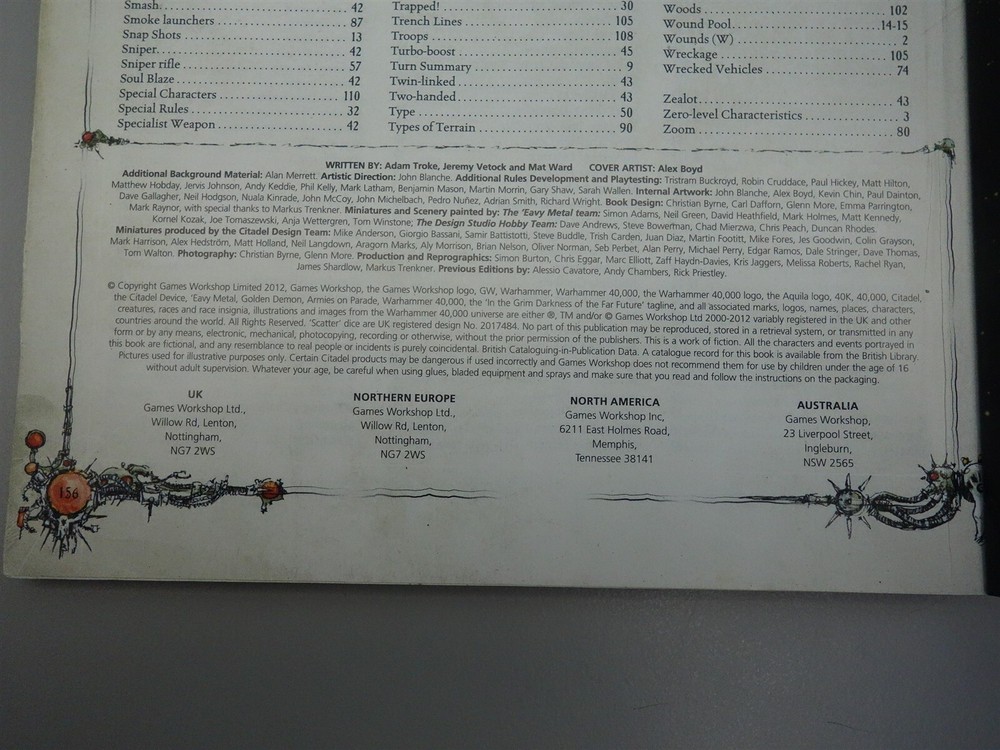 Smash. 42
Smoke launchers 87
Snap Shots 13
Sniper. 42
Sniper rifle 57
Soul Blaze 42
Special Characters 110
Special Rules 32
Specialist Weapon 42
Trapped! 30
Trench Lines 105
Troops 108
Turbo-boost 45
Turn Summary 9
Twin-linked 43
Two-handed 43
Type 50
Types of Terrain 90
Woods 102
Wound Pool 14-15
Wounds (W) 2
Wreckage 105
Wrecked Vehicles 74
Zealot 43
Zero-level Characteristics 3
Zoom 80
WRITTEN BY: Adam Troke, Jeremy Vetock and Mat Ward COVER ARTIST: Alex Boyd
Additional Background Material: Alan Merrett. Artistic Direction: John Blanche. Additional Rules Development and Playtesting: Tristram Buckroyd, Robin Cruddace, Paul Hickey, Matt Hilton,
Matthew Hobday, Jervis Johnson, Andy Keddie, Phil Kelly, Mark Latham, Benjamin Mason, Martin Morrin, Gary Shaw, Sarah Wallen. Internal Artwork: John Blanche, Alex Boyd, Kevin Chin, Paul Dainton,
Dave Gallagher, Neil Hodgson, Nuala Kinrade, John McCoy, John Michelbach, Pedro Nuñez, Adrian Smith, Richard Wright. Book Design: Christian Byrne, Carl Dafforn, Glenn More, Emma Parrington,
Mark Raynor, with special thanks to Markus Trenkner. Miniatures and Scenery painted by: The 'Eavy Metal team: Simon Adams, Neil Green, David Heathfield, Mark Holmes, Matt Kennedy,
Kornel Kozak, Joe Tomaszewski, Anja Wettergren, Tom Winstone; The Design Studio Hobby Team: Dave Andrews, Steve Bowerman, Chad Mierzwa, Chris Peach, Duncan Rhodes.
Miniatures produced by the Citadel Design Team: Mike Anderson, Giorgio Bassani, Samir Battistotti, Steve Buddle, Trish Carden, Juan Diaz, Martin Footitt, Mike Fores, Jes Goodwin, Colin Grayson,
Mark Harrison, Alex Hedström, Matt Holland, Neil Langdown, Aragorn Marks, Aly Morrison, Brian Nelson, Oliver Norman, Seb Perbet, Alan Perry, Michael Perry, Edgar Ramos, Dale Stringer, Dave Thomas,
Tom Walton. Photography: Christian Byrne, Glenn More. Production and Reprographics: Simon Burton, Chris Eggar, Marc Elliott, Zaff Haydn-Davies, Kris Jaggers, Melissa Roberts, Rachel Ryan,
James Shardlow, Markus Trenkner. Previous Editions by: Alessio Cavatore, Andy Chambers, Rick Priestley.
© Copyright Games Workshop Limited 2012, Games Workshop, the Games Workshop logo, GW, Warhammer, Warhammer 40,000, the Warhammer 40,000 logo, the Aquila logo, 40K, 40,000, Citadel,
the Citadel Device, 'Eavy Metal, Golden Demon, Armies on Parade, Warhammer 40,000, the 'In the Grim Darkness of the Far Future' tagline, and all associated marks, logos, names, places, characters,
creatures, races and race insignia, illustrations and images from the Warhammer 40,000 universe are either ®, TM and/or © Games Workshop Ltd 2000-2012 variably registered in the UK and other
countries around the world. All Rights Reserved. 'Scatter' dice are UK registered design No. 2017484. No part of this publication may be reproduced, stored in a retrieval system, or transmitted in any
form or by any means, electronic, mechanical, photocopying, recording or otherwise, without the prior permission of the publishers. This is a work of fiction. All the characters and events portrayed in
this book are fictional, and any resemblance to real people or incidents is purely coincidental. British Cataloguing-in-Publication Data. A catalogue record for this book is available from the British Library.
Pictures used for illustrative purposes only. Certain Citadel products may be dangerous if used incorrectly and Games Workshop does not recommend them for use by children under the age of 16
without adult supervision. Whatever your age, be careful when using glues, bladed equipment and sprays and make sure that you read and follow the instructions on the packaging.
UK
Games Workshop Ltd.,
Willow Rd, Lenton,
Nottingham,
NG7 2WS
NORTHERN EUROPE
Games Workshop Ltd.,
Willow Rd, Lenton,
Nottingham,
NG7 2WS
NORTH AMERICA
Games Workshop Inc,
6211 East Holmes Road,
Memphis,
Tennessee 38141
AUSTRALIA
Games Workshop,
23 Liverpool Street,
Ingleburn,
NSW 2565
156